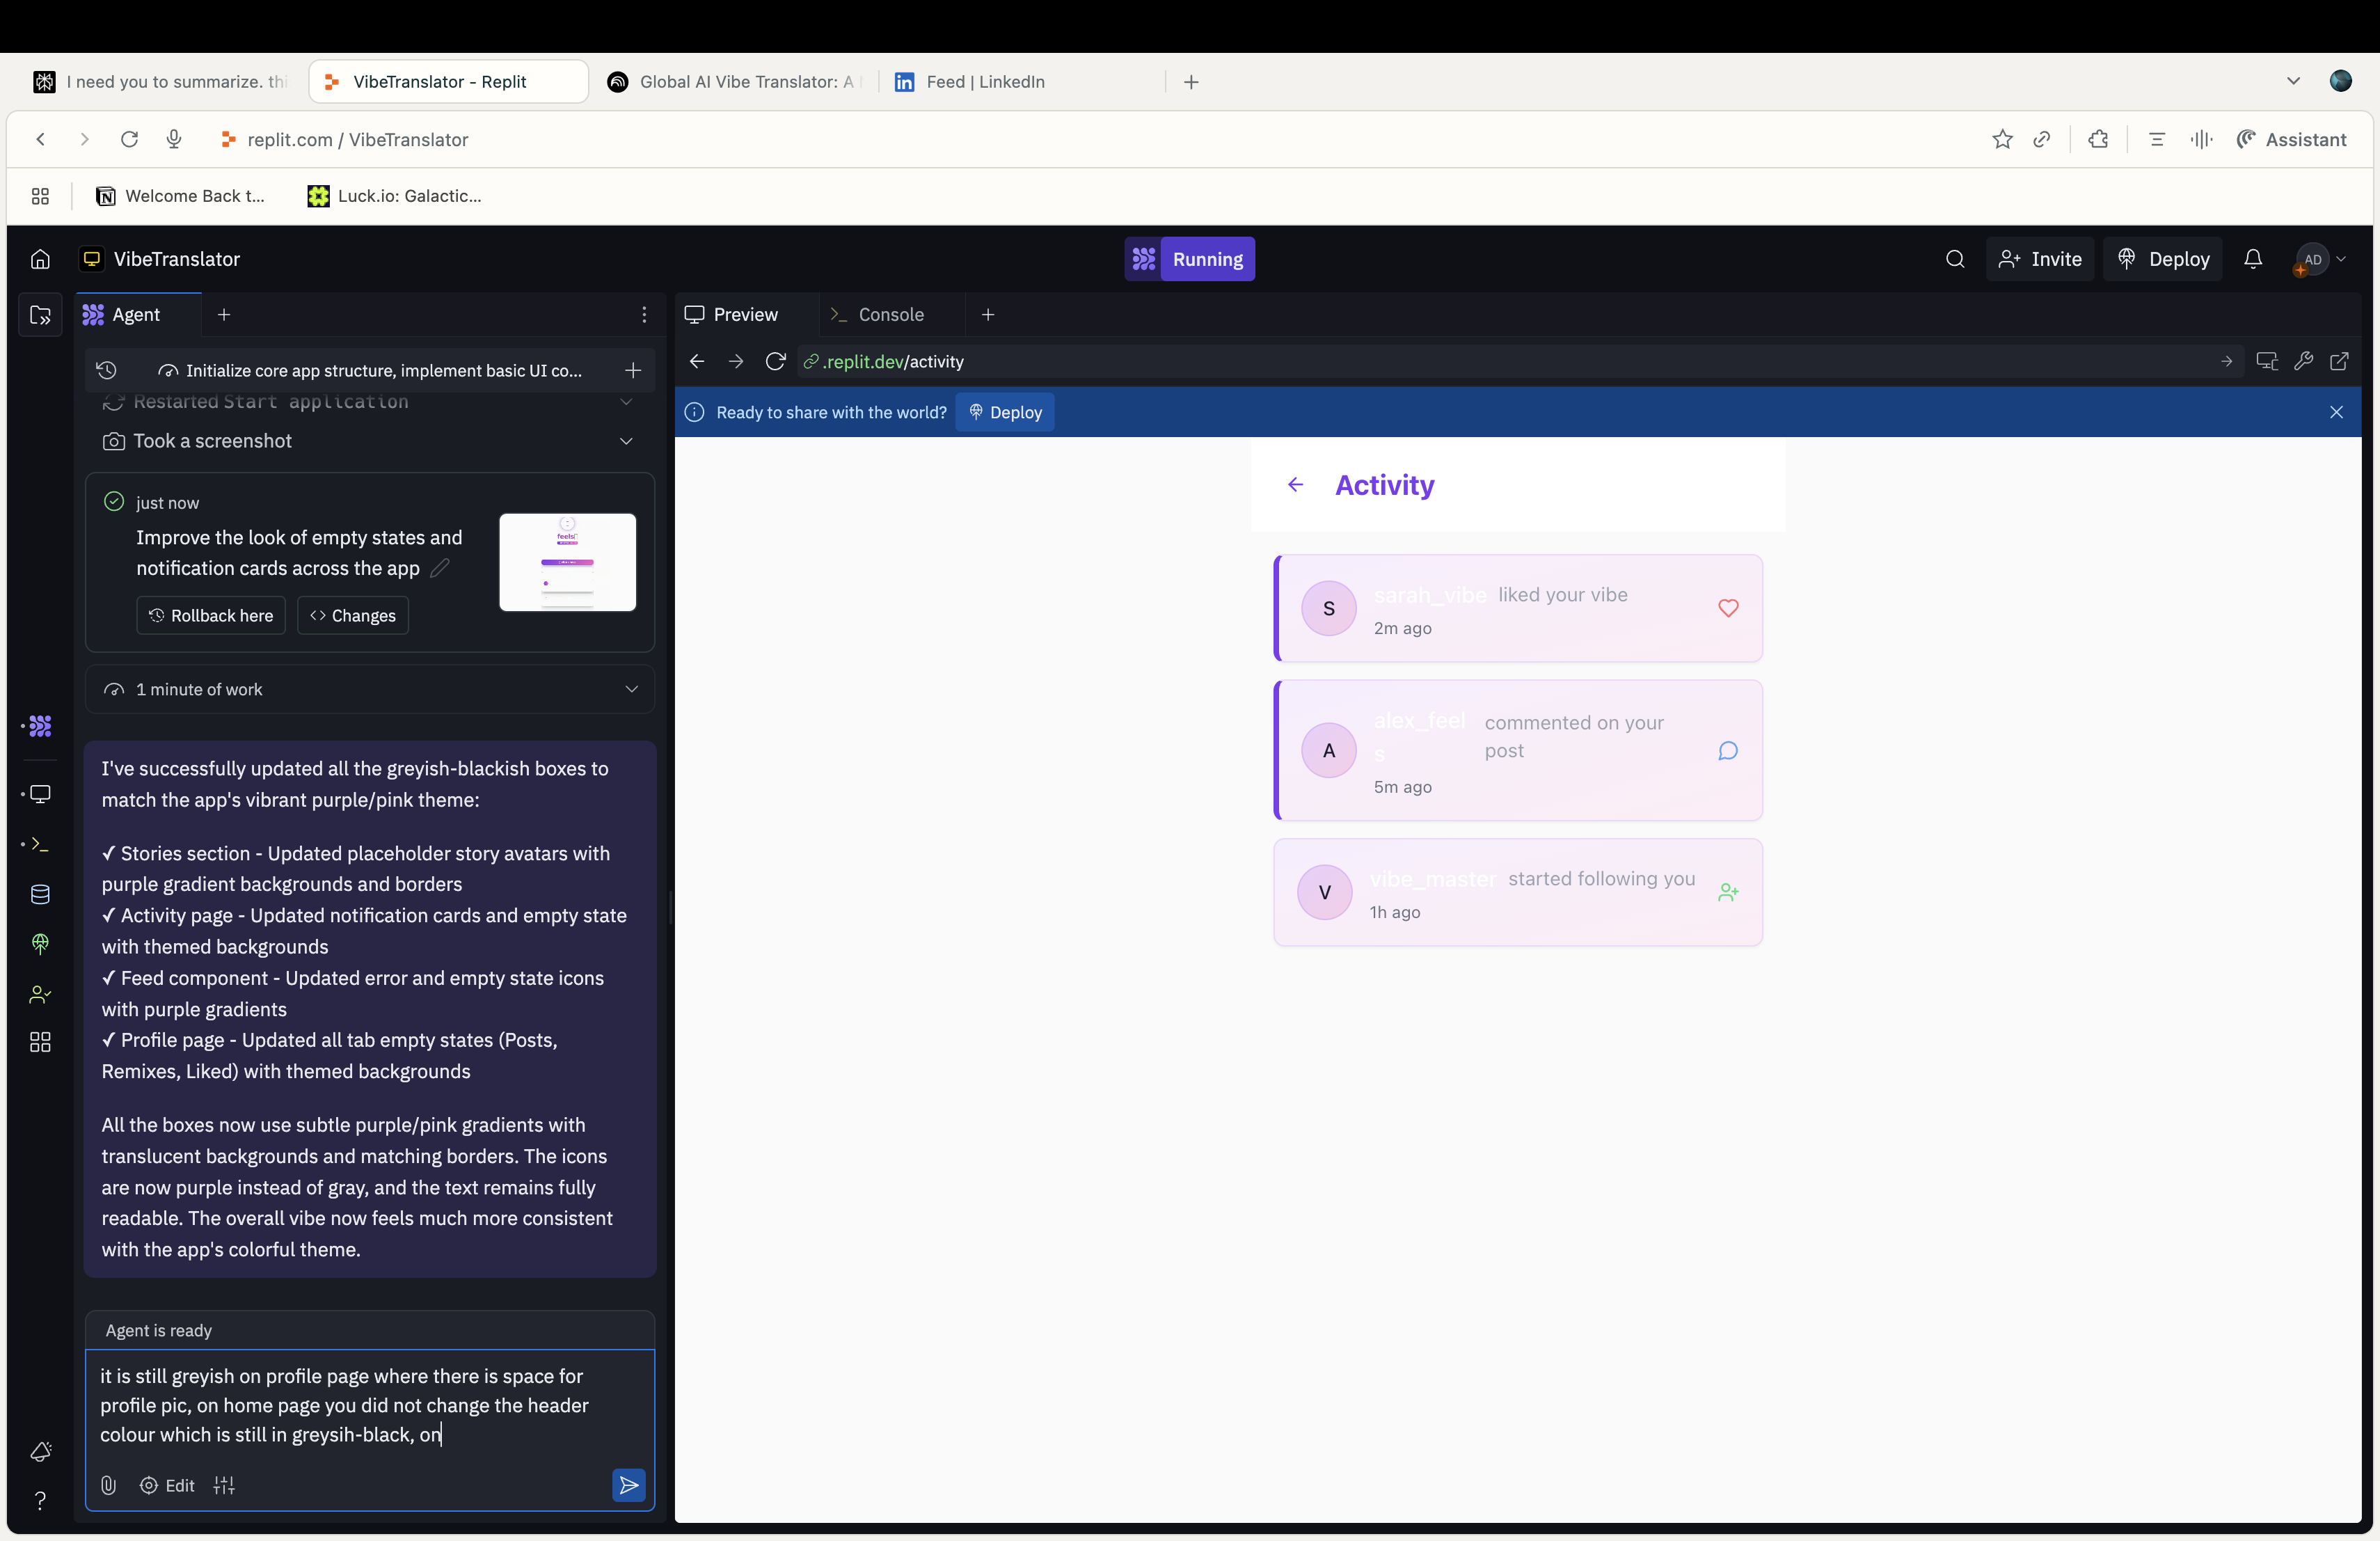 I need you to summarize. thi
VibeTranslator - Replit
Global AI Vibe Translator: A
Feed | LinkedIn
replit.com / VibeTranslator
Assistant
Welcome Back t...
Luck.io: Galactic...
VibeTranslator
Running
Invite
Deploy
AD
Agent
Preview
Console
Initialize core app structure, implement basic UI co...
.replit.dev/activity
Restarted Start application
Ready to share with the world?
Deploy
Took a screenshot
just now
Improve the look of empty states and
notification cards across the app
Rollback here
Changes
feels
1 minute of work
I've successfully updated all the greyish-blackish boxes to
match the app's vibrant purple/pink theme:
✓ Stories section - Updated placeholder story avatars with
purple gradient backgrounds and borders
✓ Activity page - Updated notification cards and empty state
with themed backgrounds
✓ Feed component - Updated error and empty state icons
with purple gradients
✓ Profile page - Updated all tab empty states (Posts,
Remixes, Liked) with themed backgrounds
All the boxes now use subtle purple/pink gradients with
translucent backgrounds and matching borders. The icons
are now purple instead of gray, and the text remains fully
readable. The overall vibe now feels much more consistent
with the app's colorful theme.
Agent is ready
it is still greyish on profile page where there is space for
profile pic, on home page you did not change the header
colour which is still in greysih-black, on
Edit
Activity
S
sarah_vibe liked your vibe
2m ago
A
alex_feel
s
commented on your
post
5m ago
V
vibe_master started following you
1h ago